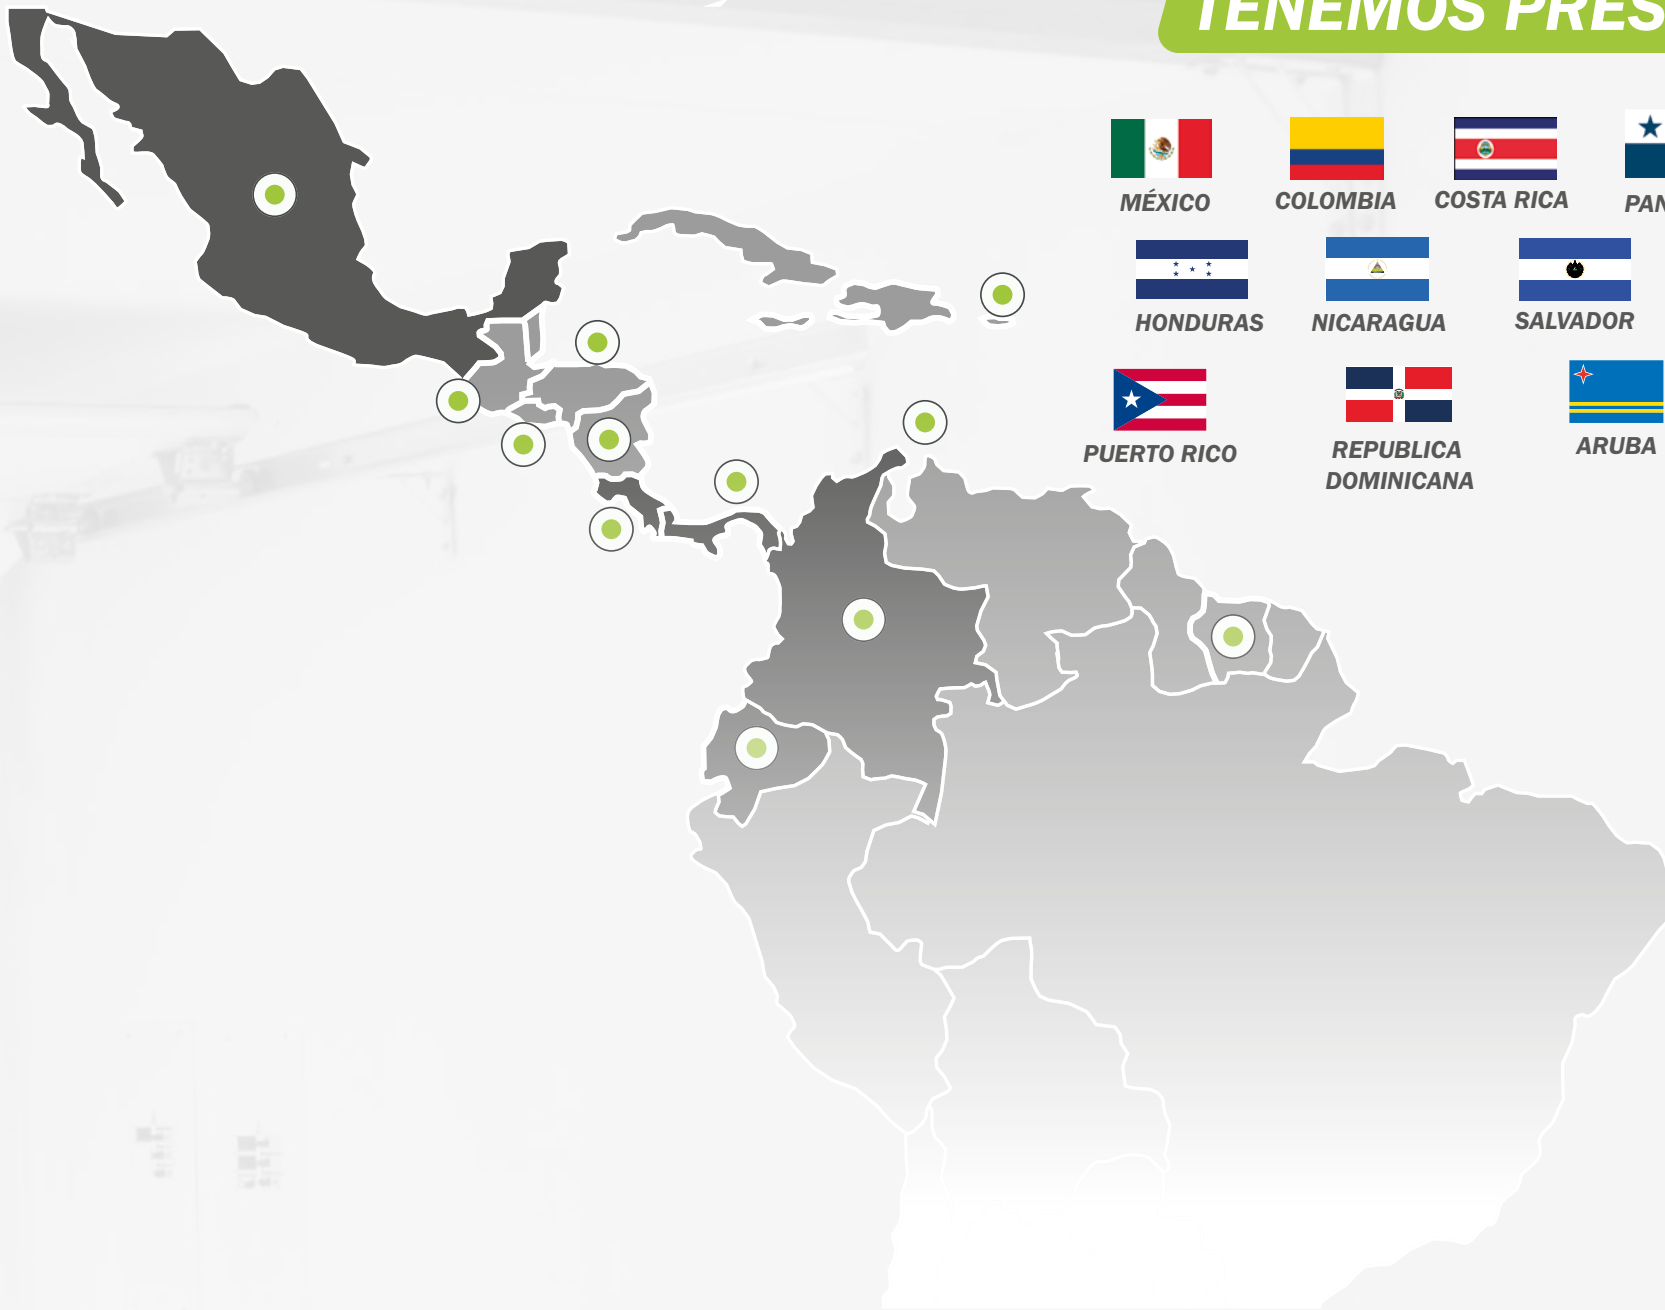 TENEMOS PRES
MÉXICO
COLOMBIA
COSTA RICA
PAN
HONDURAS
NICARAGUA
SALVADOR
PUERTO RICO
REPUBLICA
DOMINICANA
ARUBA